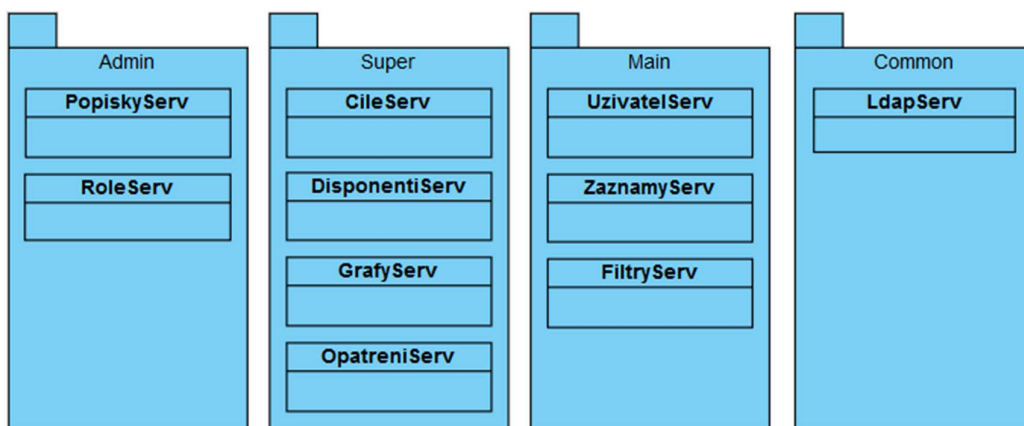 Admin
PopiskyServ
RoleServ
Super
CileServ
DisponentiServ
GrafyServ
OpatreniServ
Main
UzivatelServ
ZaznamyServ
FiltryServ
Common
LdapServ